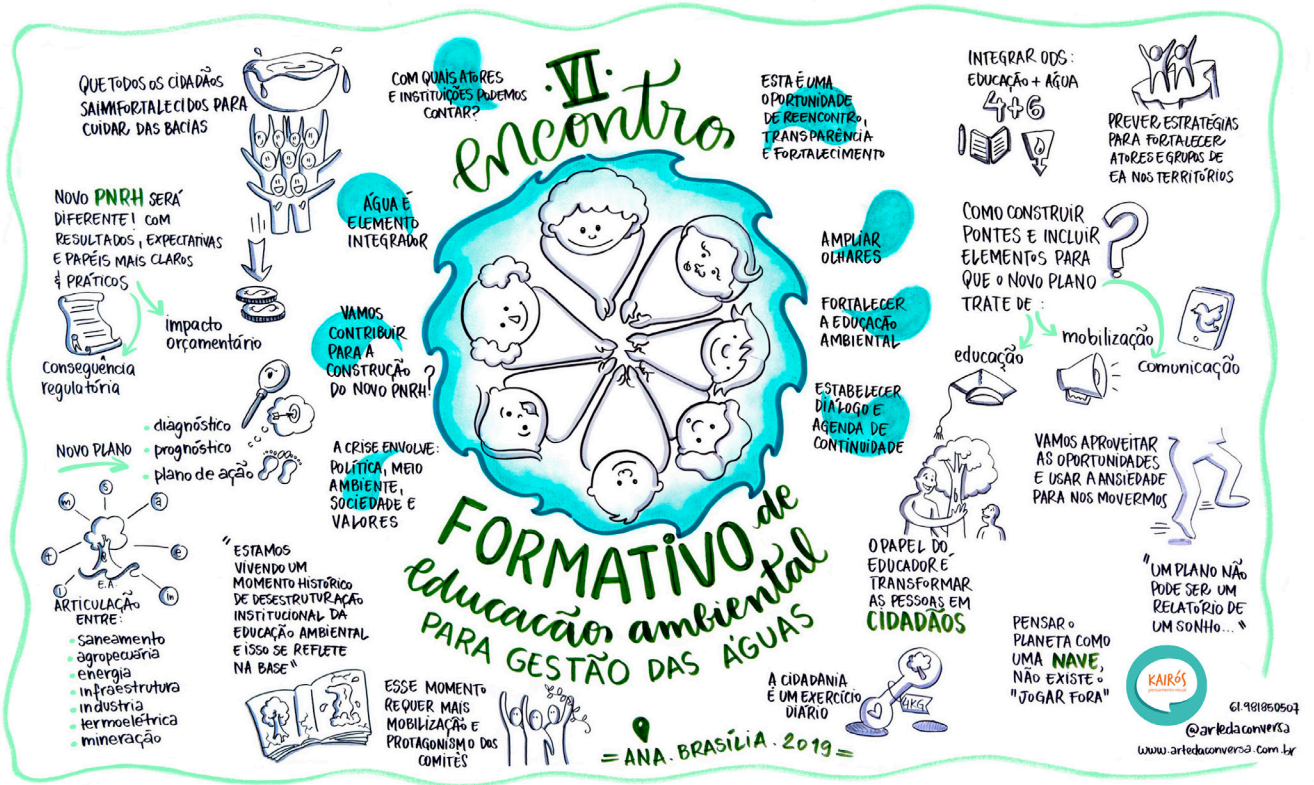 QUE TODOS OS CIDADÃOS
SAIMFORTALECIDOS PARA
CUIDAR DAS BACIAS
NOVO PNRH SERÁ
DIFERENTE! COM
RESULTADOS, EXPECTATIVAS
E PAPÉIS MAIS CLAROS
& PRÁTICOS
impacto
orçamentário
Consequência
regulatória
NOVO PLANO
diagnóstico
prognóstico
plano de ação
m
s
a
t
e
i
in
E.A.
ARTICULAÇÃO
ENTRE:
saneamento
agropecuária
energia
infraestrutura
industria
termoelétrica
mineração
COM QUAIS ATORES
E INSTITUIÇÕES PODEMOS
CONTAR?
ÁGUA É
ELEMENTO
INTEGRADOR
VAMOS
CONTRIBUIR
PARA A
CONSTRUÇÃO
DO NOVO PNRH?
A CRISE ENVOLVE:
POLÍTICA, MEIO
AMBIENTE,
SOCIEDADE E
VALORES
"ESTAMOS
VIVENDO UM
MOMENTO HISTÓRICO
DE DESESTRUTURAÇÃO
INSTITUCIONAL DA
EDUCAÇÃO AMBIENTAL
E ISSO SE REFLETE
NA BASE"
ESSE MOMENTO
REQUER MAIS
MOBILIZAÇÃO E
PROTAGONISMO DOS
COMITÊS
·VI·
encontro
FORMATIVO de
educação ambiental
PARA GESTÃO DAS ÁGUAS
= ANA. BRASÍLIA. 2019 =
ESTA É UMA
OPORTUNIDADE
DE REENCONTRO,
TRANSPARÊNCIA
E FORTALECIMENTO
AMPLIAR
OLHARES
FORTALECER
A EDUCAÇÃO
AMBIENTAL
ESTABELECER
DIÁLOGO E
AGENDA DE
CONTINUIDADE
INTEGRAR ODS:
EDUCAÇÃO + ÁGUA
4+6
PREVER ESTRATÉGIAS
PARA FORTALECER
ATORES E GRUPOS DE
EA NOS TERRITÓRIOS
COMO CONSTRUIR
PONTES E INCLUIR
ELEMENTOS PARA
QUE O NOVO PLANO
TRATE DE:
?
educação
mobilização
comunicação
VAMOS APROVEITAR
AS OPORTUNIDADES
E USAR A ANSIEDADE
PARA NOS MOVERMOS
O PAPEL DO
EDUCADOR É
TRANSFORMAR
AS PESSOAS EM
CIDADÃOS
A CIDADANIA
É UM EXERCÍCIO
DIÁRIO
4KG
PENSAR O
PLANETA COMO
UMA NAVE,
NÃO EXISTE O
"JOGAR FORA"
"UM PLANO NÃO
PODE SER UM
RELATÓRIO DE
UM SONHO..."
KAIRÓS
pensamento visual
61.981850507
@artedaconversa
www.artedaconversa.com.br